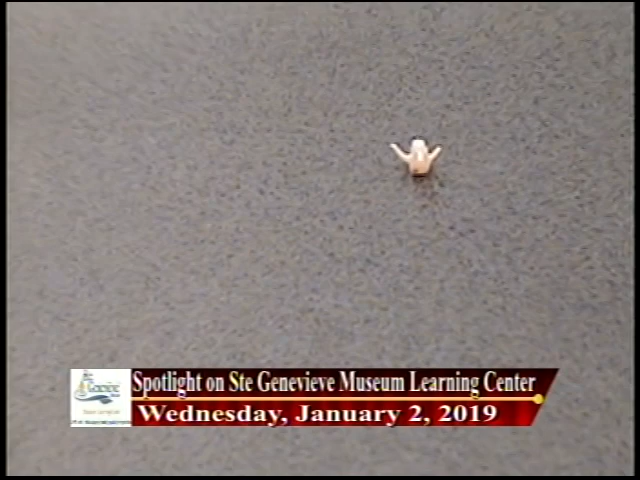 Spotlight on Ste Genevieve Museum Learning Center
Wednesday, January 2, 2019